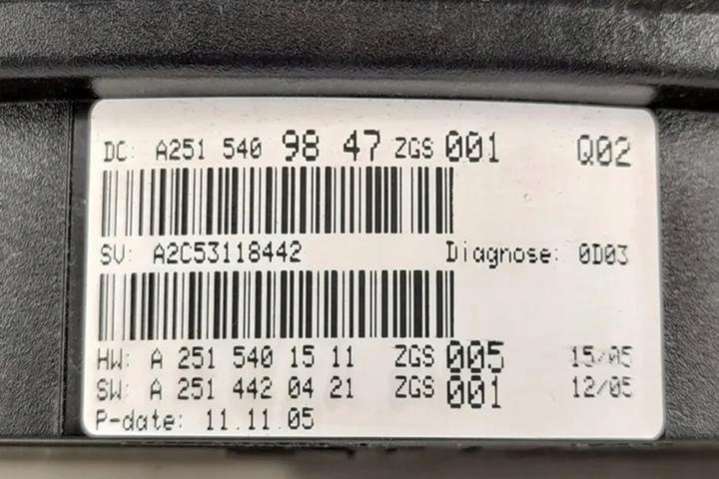 DC: A251 540 98 47 ZGS 001 Q02
SV: A2C53118442 Diagnose: 0D03
HW: A 251 540 15 11 ZGS 005 15/05
SW: A 251 442 04 21 ZGS 001 12/05
P-date: 11.11.05